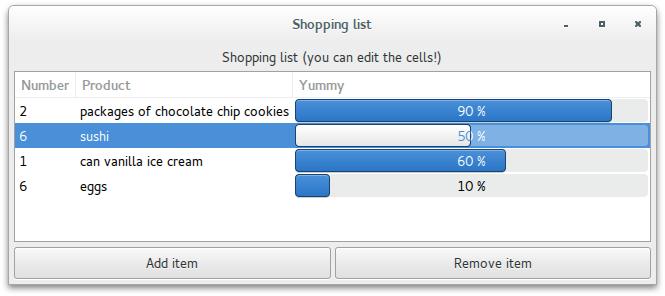 Shopping list
Shopping list (you can edit the cells!)
Number Product Yummy
2 packages of chocolate chip cookies 90 %
6 sushi 50 %
1 can vanilla ice cream 60 %
6 eggs 10 %
Add item Remove item